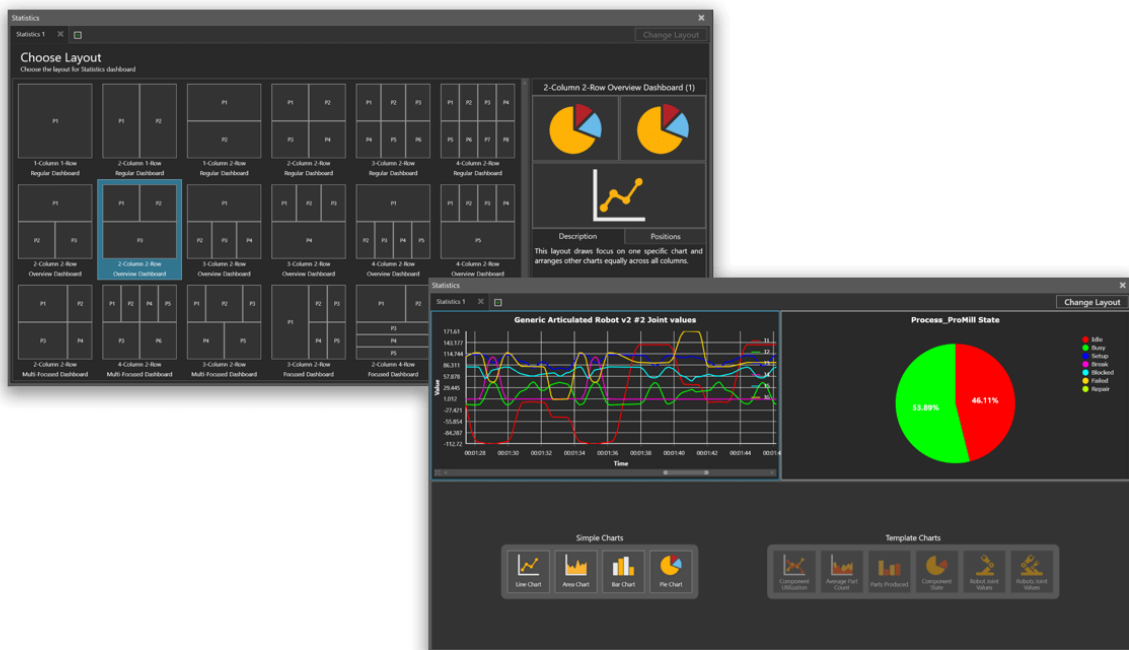 Statistics
Statistics 1
Change Layout
Choose Layout
Choose the layout for Statistics dashboard
P1
P1 P2
P1
P2
P1 P2
P3 P4
P1 P2 P3
P4 P5 P6
P1 P2 P3 P4
P5 P6 P7 P8
1-Column 1-Row
Regular Dashboard
2-Column 1-Row
Regular Dashboard
1-Column 2-Row
Regular Dashboard
2-Column 2-Row
Regular Dashboard
3-Column 2-Row
Regular Dashboard
4-Column 2-Row
Regular Dashboard
P1
P2 P3
P1 P2
P3
P1
P2 P3 P4
P1 P2 P3
P4
P1
P2 P3 P4 P5
P1 P2 P3 P4
P5
2-Column 2-Row
Overview Dashboard
2-Column 2-Row
Overview Dashboard
3-Column 2-Row
Overview Dashboard
3-Column 2-Row
Overview Dashboard
4-Column 2-Row
Overview Dashboard
4-Column 2-Row
Overview Dashboard
P1 P2
P3 P4
P1 P2 P4 P5
P3 P6
P1 P2 P3
P4 P5
P1 P2 P3
P4 P5
P1 P2
P3
P4
P5
2-Column 2-Row
Multi-Focused Dashboard
4-Column 2-Row
Multi-Focused Dashboard
3-Column 2-Row
Multi-Focused Dashboard
3-Column 2-Row
Focused Dashboard
2-Column 4-Row
Focused Dashboard
2-Column 2-Row Overview Dashboard (1)
Description
Positions
This layout draws focus on one specific chart and
arranges other charts equally across all columns.
Statistics
Statistics 1
Change Layout
Generic Articulated Robot v2 #2 Joint values
Value
171.61
143.177
114.744
86.311
57.878
29.445
1.012
-27.421
-55.854
-84.287
-112.72
00:01:28 00:01:30 00:01:32 00:01:34 00:01:36 00:01:38 00:01:40 00:01:42 00:01:44
Time
Process_ProMill State
53.89%
46.11%
Idle
Busy
Setup
Break
Blocked
Failed
Repair
Simple Charts
Line Chart
Area Chart
Bar Chart
Pie Chart
Template Charts
Component
Utilization
Average Part
Count
Parts Produced
Component
State
Robot Joint
Values
Robots Joint
Values